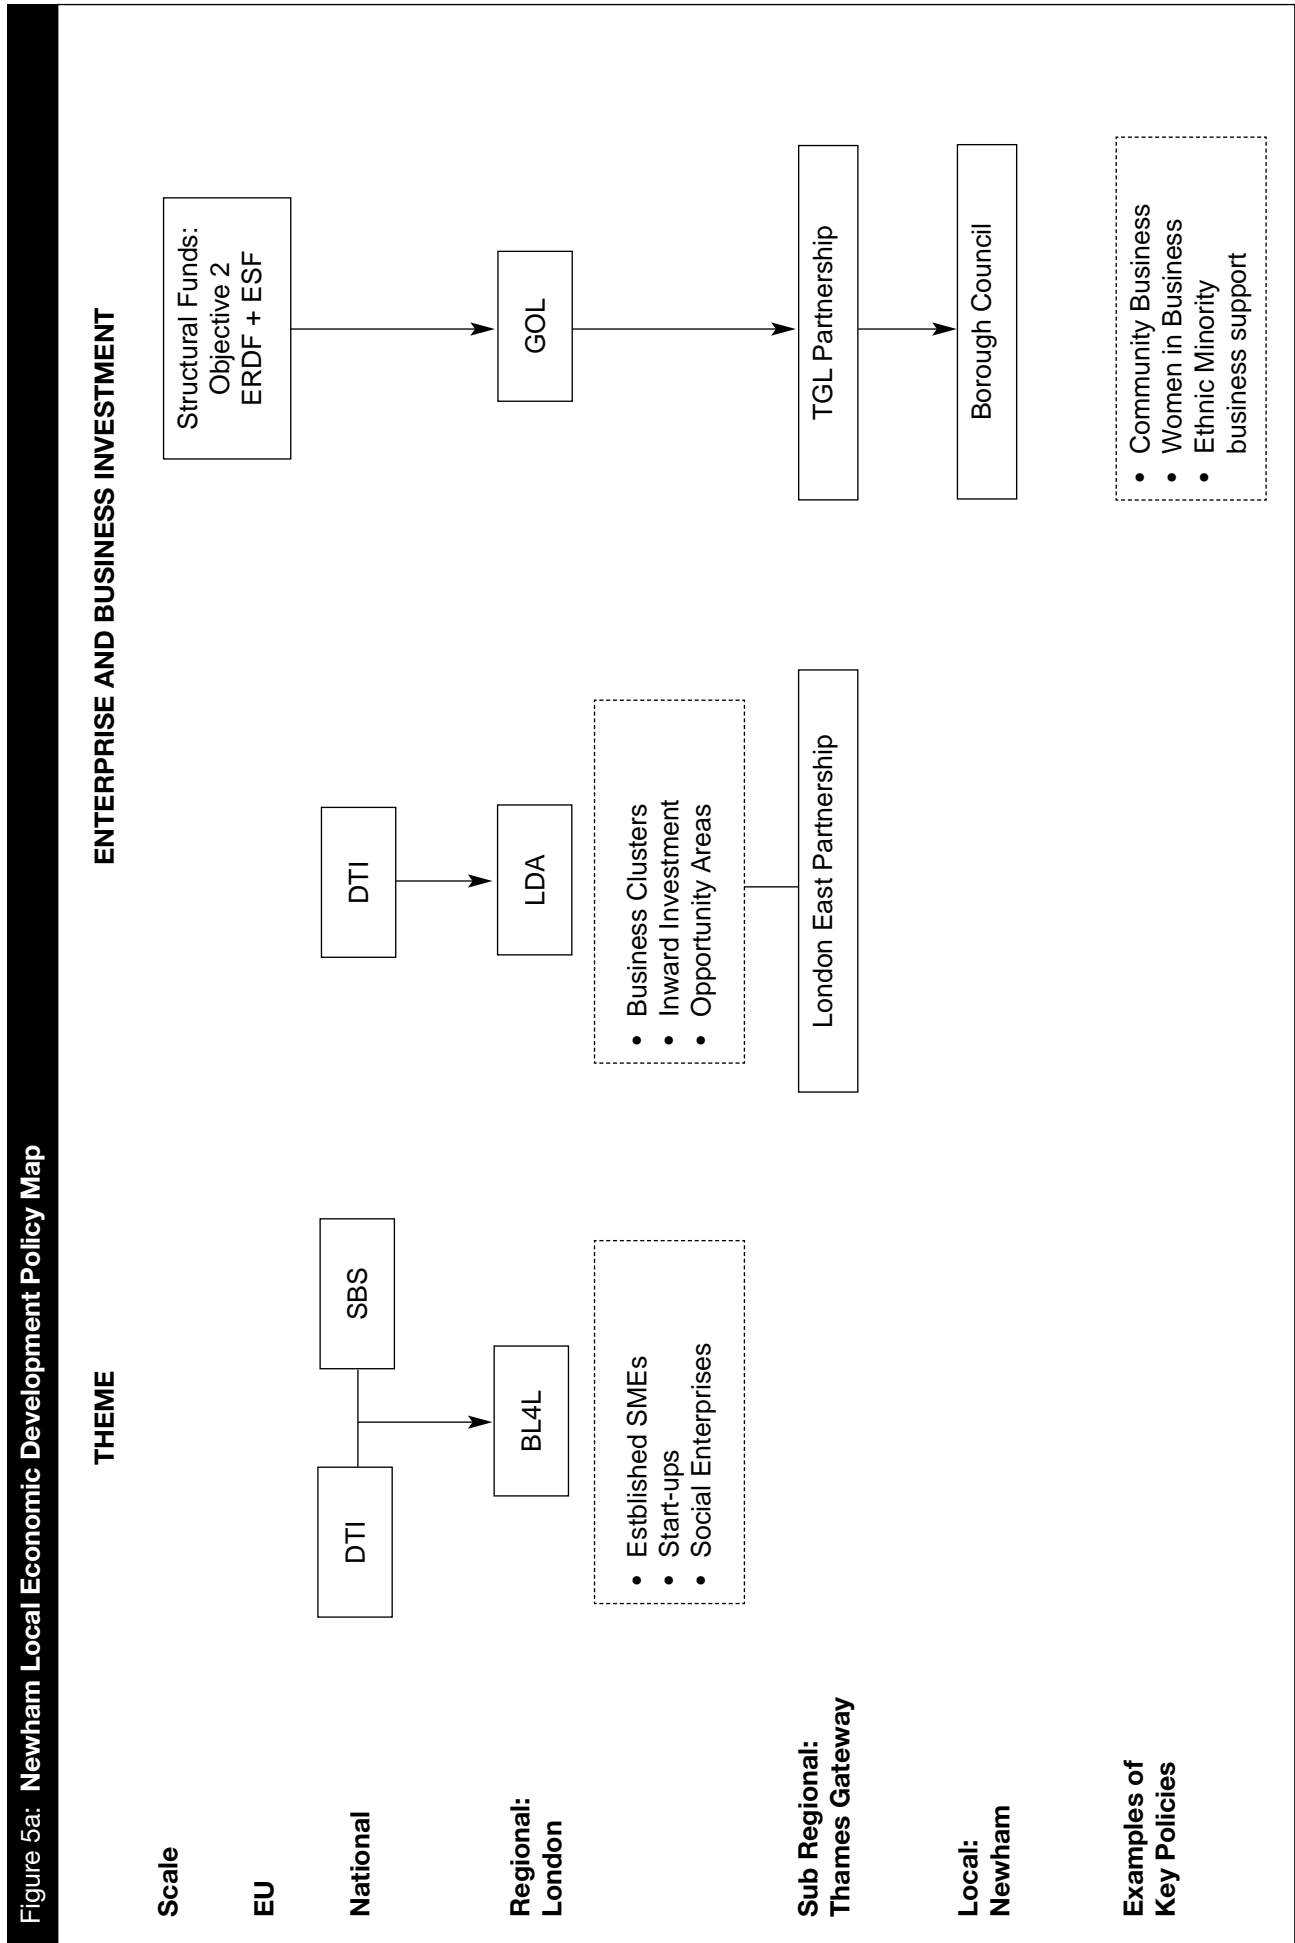 Figure 5a: Newham Local Economic Development Policy Map
THEME
ENTERPRISE AND BUSINESS INVESTMENT
Scale
EU
Structural Funds:
Objective 2
ERDF + ESF
National
DTI
SBS
DTI
Regional:
London
BL4L
LDA
GOL
• Estblished SMEs
• Start-ups
• Social Enterprises
• Business Clusters
• Inward Investment
• Opportunity Areas
Sub Regional:
Thames Gateway
London East Partnership
TGL Partnership
Local:
Newham
Borough Council
Examples of
Key Policies
• Community Business
• Women in Business
• Ethnic Minority
business support